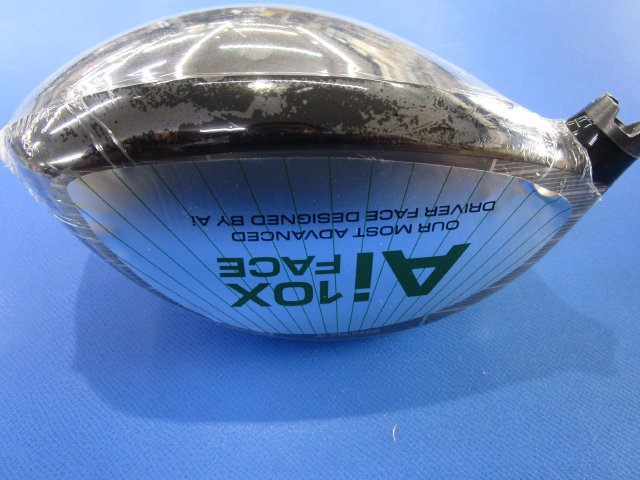 Ai 10X
FACE
OUR MOST ADVANCED
DRIVER FACE DESIGNED BY Ai